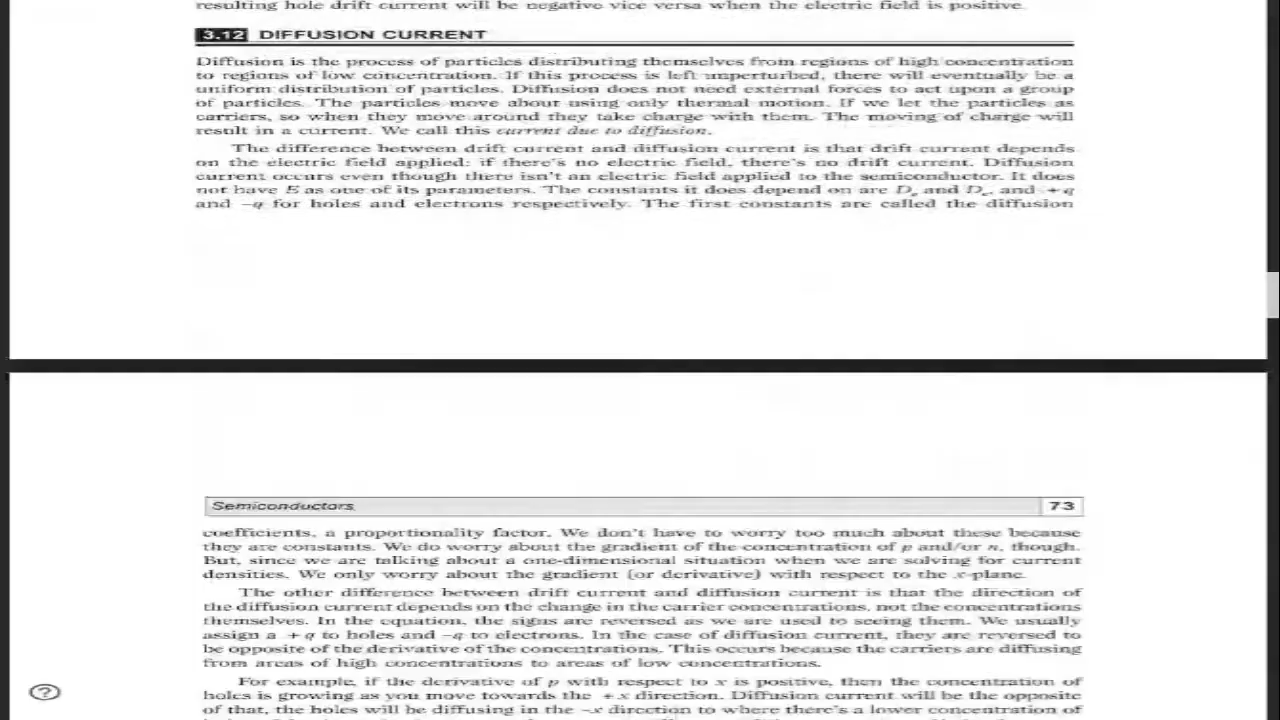 resulting hole drift current will be negative vice versa when the electric field is positive.
3.12 DIFFUSION CURRENT
Diffusion is the process of particles distributing themselves from regions of high concentration
to regions of low concentration. If this process is left unperturbed, there will eventually be a
uniform distribution of particles. Diffusion does not need external forces to act upon a group
of particles. The particles move about using only thermal motion. If we let the particles as
carriers, so when they move around they take charge with them. The moving of charge will
result in a current. We call this current due to diffusion.
The difference between drift current and diffusion current is that drift current depends
on the electric field applied: if there's no electric field, there's no drift current. Diffusion
current occurs even though there isn't an electric field applied to the semiconductor. It does
not have E as one of its parameters. The constants it does depend on are D and D and +q
and −q for holes and electrons respectively. The first constants are called the diffusion
Semiconductors 73
coefficients, a proportionality factor. We don't have to worry too much about these because
they are constants. We do worry about the gradient of the concentration of p and/or n, though.
But, since we are talking about a one-dimensional situation when we are solving for current
densities. We only worry about the gradient (or derivative) with respect to the x-plane.
The other difference between drift current and diffusion current is that the direction of
the diffusion current depends on the change in the carrier concentrations, not the concentrations
themselves. In the equation, the signs are reversed as we are used to seeing them. We usually
assign a +q to holes and −q to electrons. In the case of diffusion current, they are reversed to
be opposite of the derivative of the concentrations. This occurs because the carriers are diffusing
from areas of high concentrations to areas of low concentrations.
For example, if the derivative of p with respect to x is positive, then the concentration of
holes is growing as you move towards the +x direction. Diffusion current will be the opposite
of that, the holes will be diffusing in the −x direction to where there's a lower concentration of
?